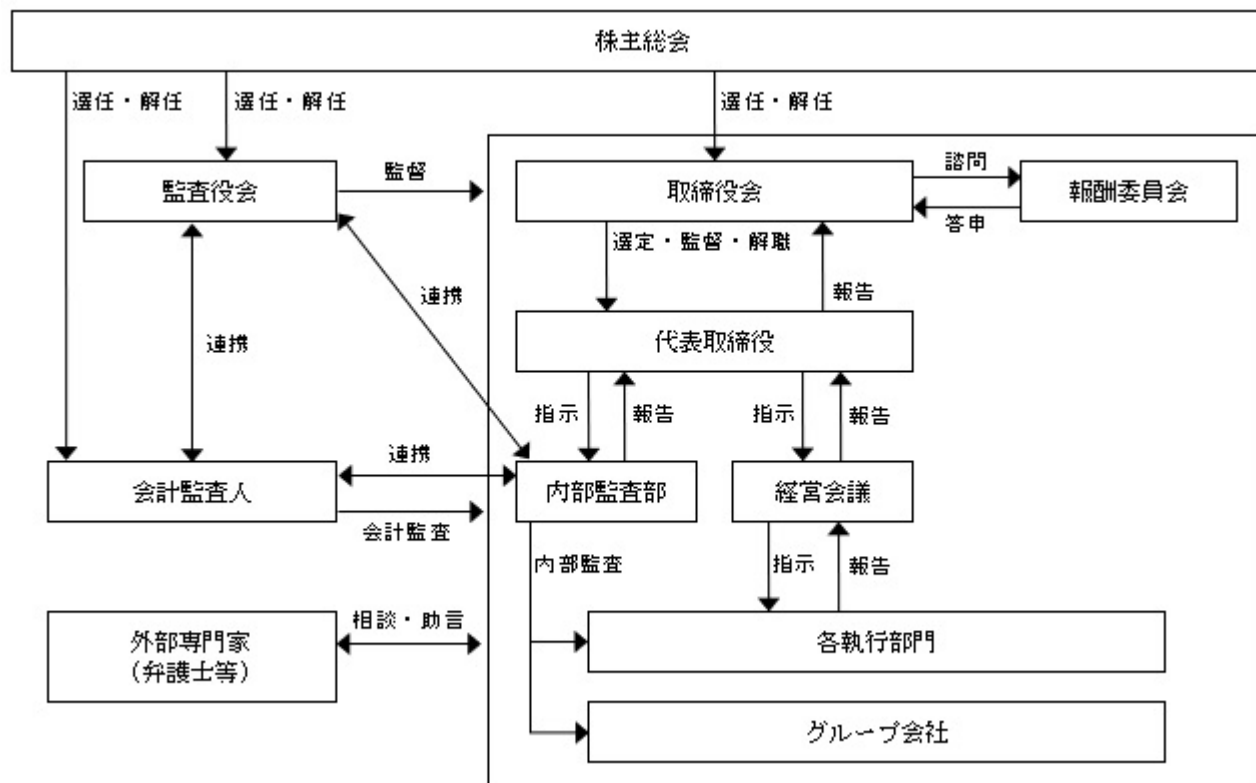 株主総会
選任・解任
選任・解任
選任・解任
監査役会
監督
取締役会
諮問
答申
報酬委員会
選定・監督・解職
報告
連携
連携
代表取締役
指示
報告
指示
報告
会計監査人
連携
会計監査
内部監査部
経営会議
内部監査
指示
報告
外部専門家
(弁護士等)
相談・助言
各執行部門
グループ会社